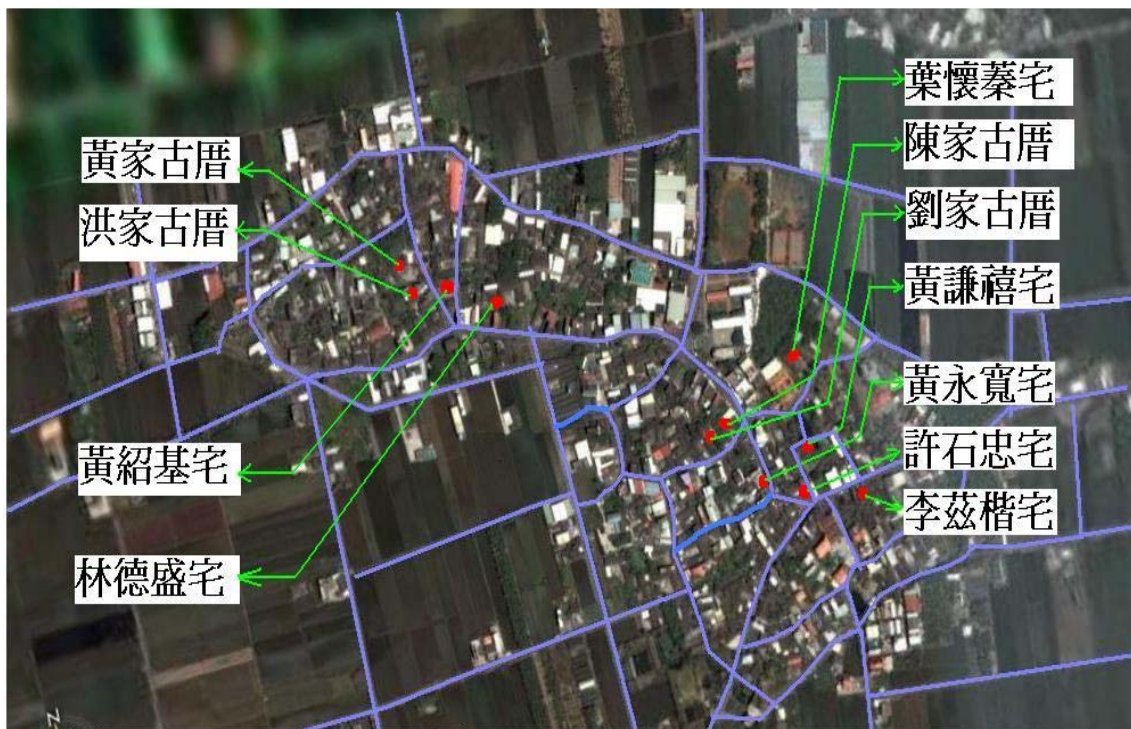 黃家古厝
洪家古厝
黃紹基宅
林德盛宅
葉懷蓁宅
陳家古厝
劉家古厝
黃謙禧宅
黃永寬宅
許石忠宅
李茲楷宅
N